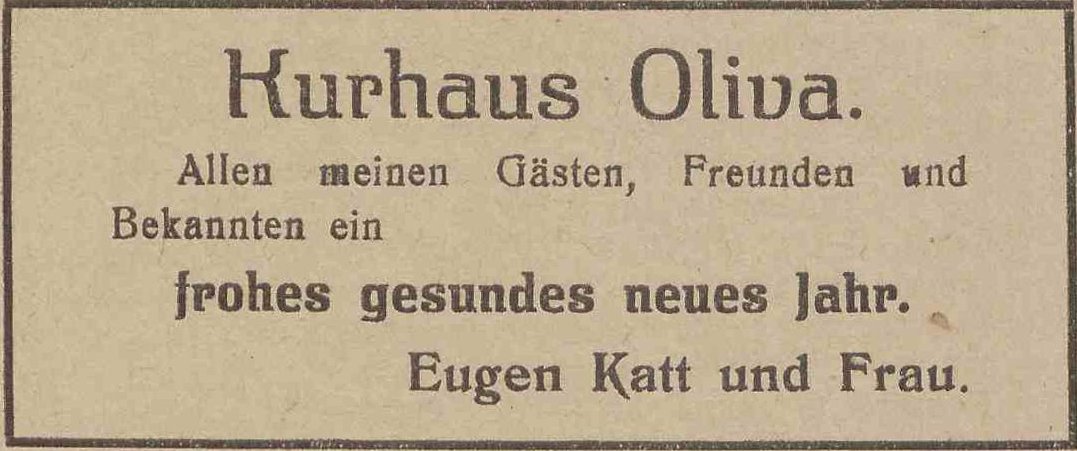 Kurhaus Oliva.
Allen meinen Gästen, Freunden und
Bekannten ein
frohes gesundes neues Jahr.
Eugen Katt und Frau.